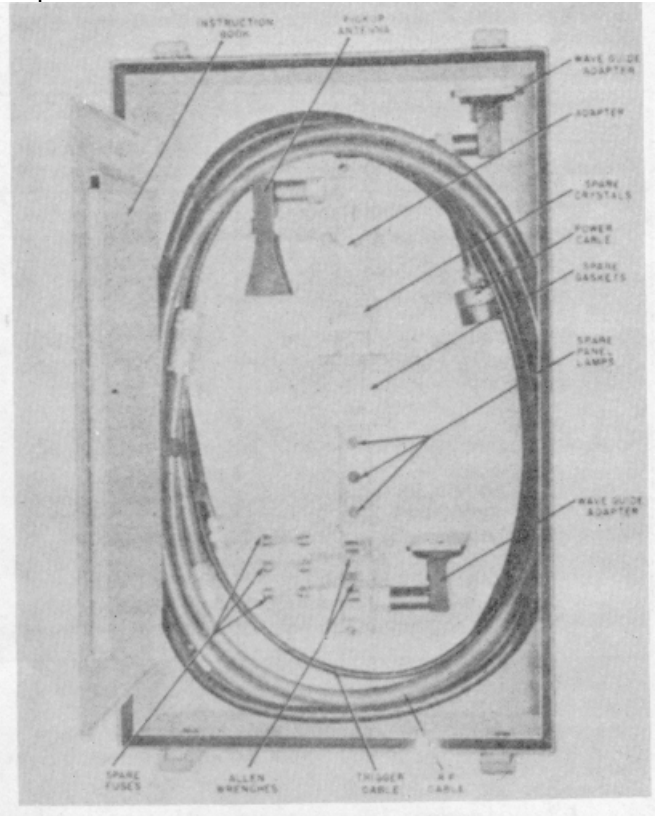 INSTRUCTION
BOOK
PICKUP
ANTENNA
WAVE GUIDE
ADAPTER
ADAPTER
SPARE
CRYSTALS
POWER
CABLE
SPARE
GASKETS
SPARE
PANEL
LAMPS
WAVE GUIDE
ADAPTER
SPARE
FUSES
ALLEN
WRENCHES
TRIGGER
CABLE
R F
CABLE